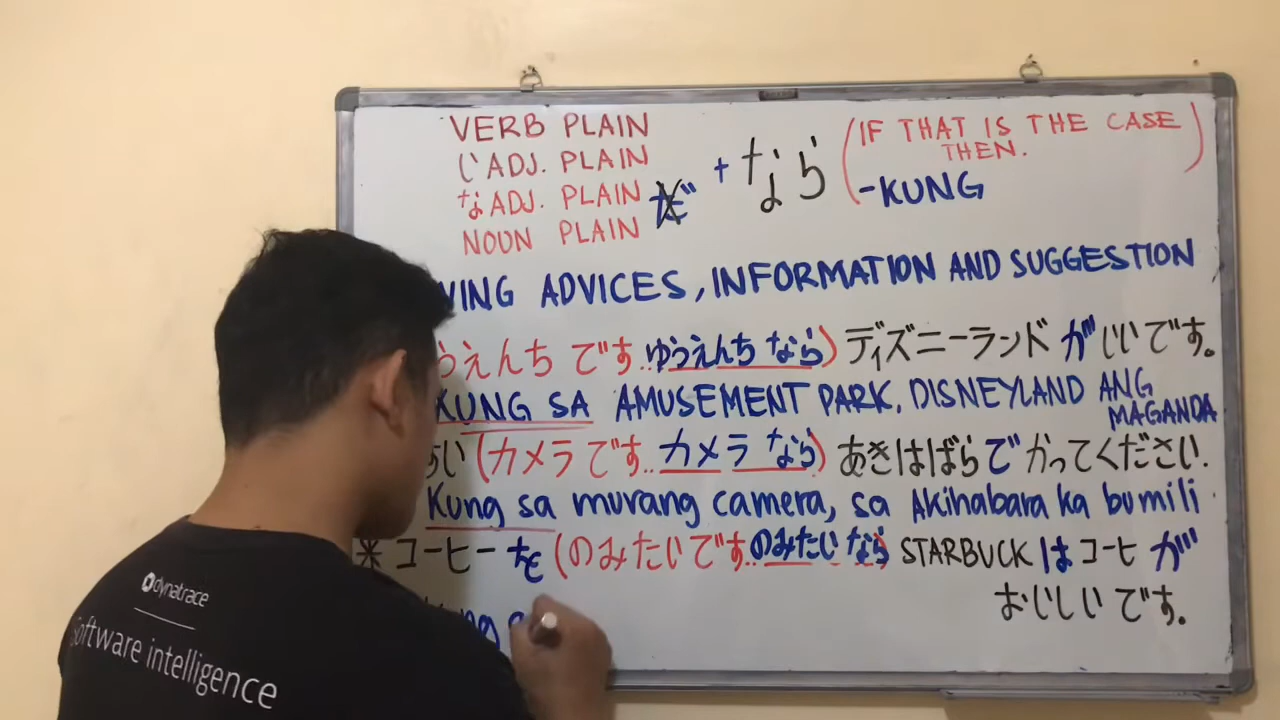 VERB PLAIN
いADJ. PLAIN
なADJ. PLAIN だ
NOUN PLAIN
+ なら (IF THAT IS THE CASE THEN.
-KUNG
ADVICES, INFORMATION AND SUGGESTION
うえんち です..ゆうえんち なら) ディズニーランド が いいです。
KUNG SA AMUSEMENT PARK, DISNEYLAND ANG MAGANDA
(カメラ です.. カメラ なら) あきはばらで かってください.
Kung sa murang camera, sa Akihabara ka bumili.
* コーヒー を (のみたいです..のみたい なら) STARBUCK は コーヒ が
おいしいです。
dynatrace
software intelligence